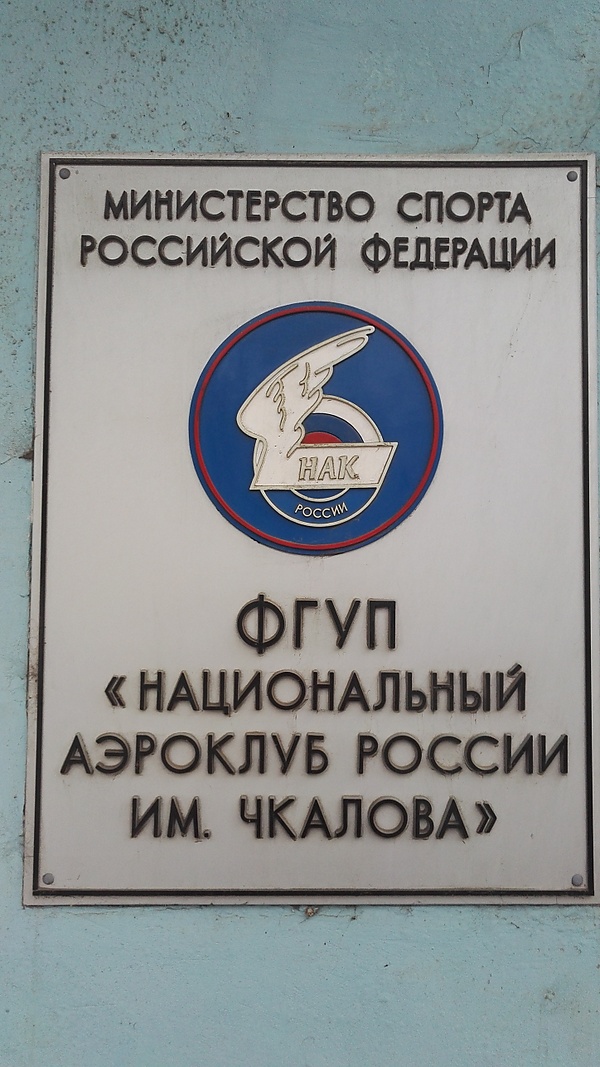 МИНИСТЕРСТВО СПОРТА
РОССИЙСКОЙ ФЕДЕРАЦИИ
НАК
РОССИИ
ФГУП
«НАЦИОНАЛЬНЫЙ
АЭРОКЛУБ РОССИИ
ИМ. ЧКАЛОВА»